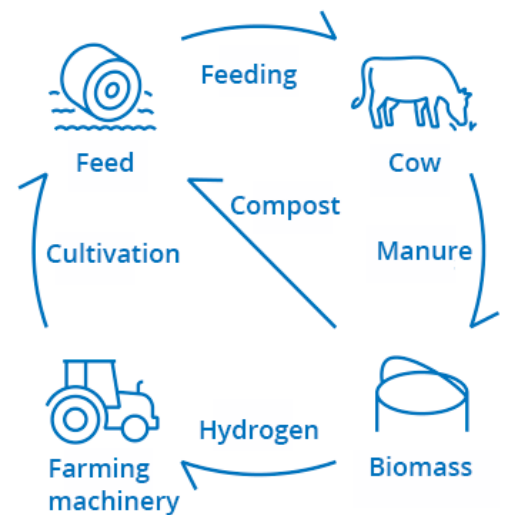 Feeding
Feed
Cow
Compost
Cultivation
Manure
Hydrogen
Farming
machinery
Biomass